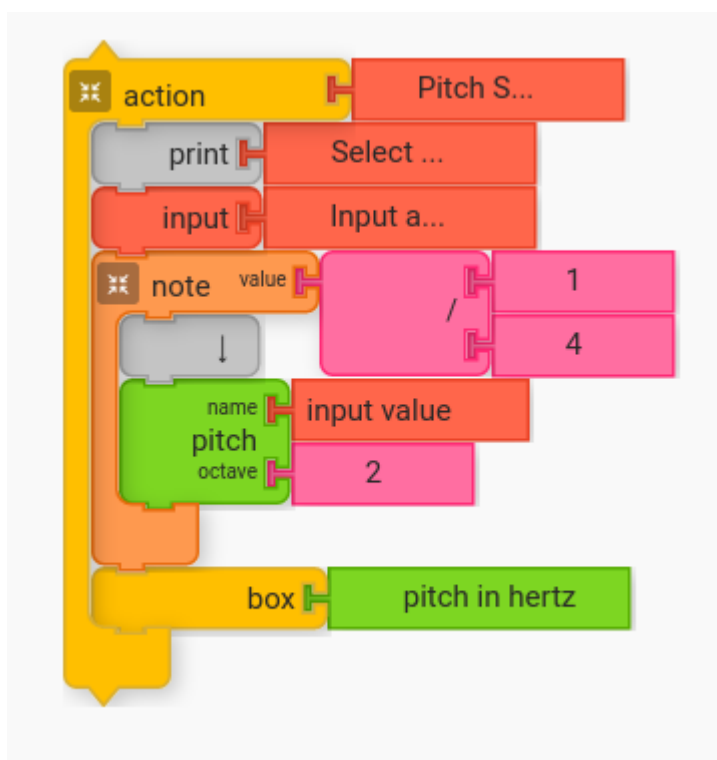 action Pitch S...
print Select ...
input Input a...
note value / 1
4
↓
name input value
pitch
octave 2
box pitch in hertz